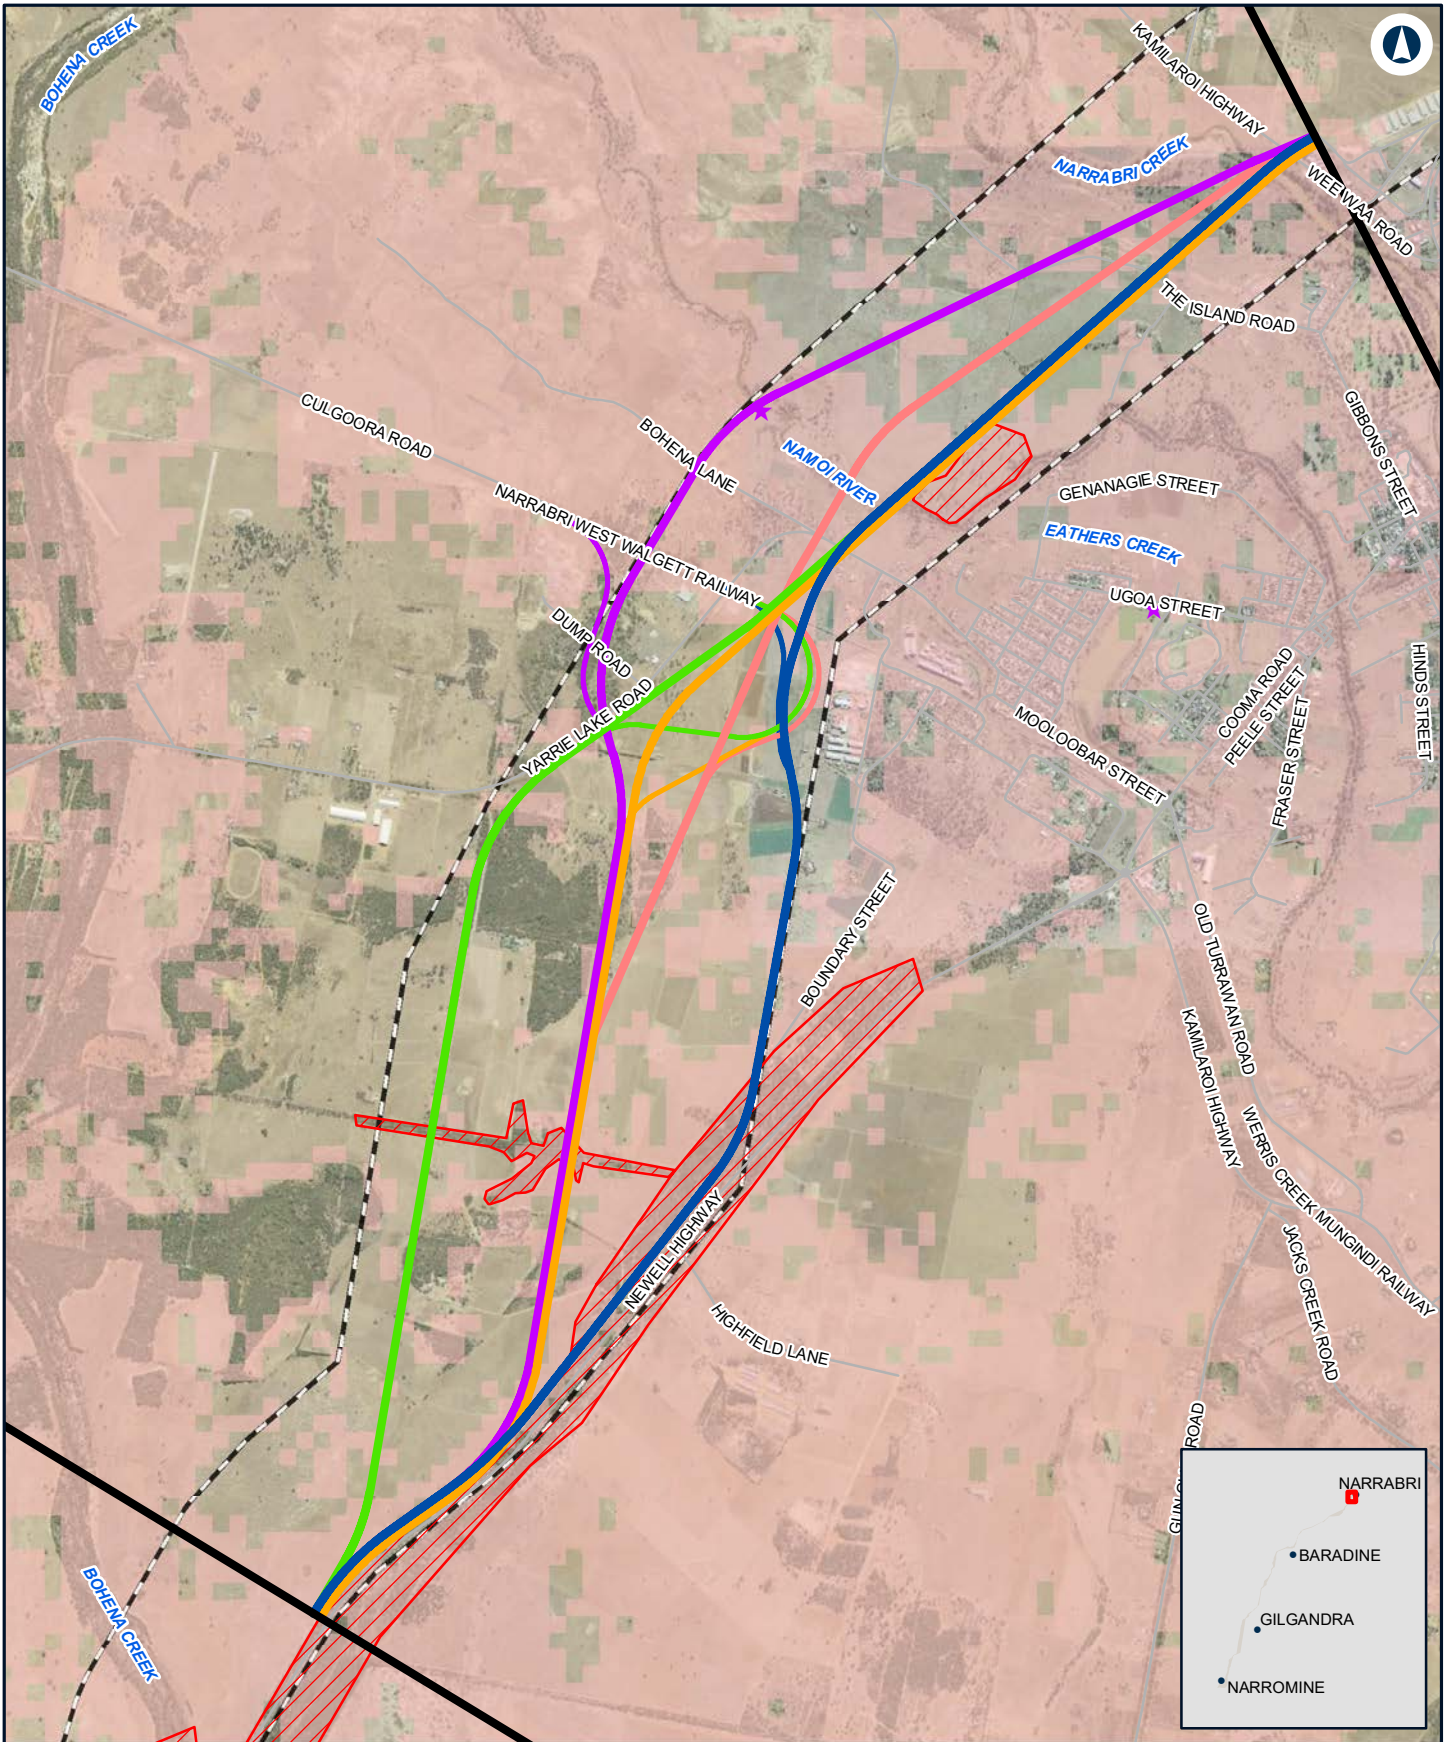 BOHENA CREEK
KAMILAROI HIGHWAY
NARRABRI CREEK
WEE WAA ROAD
THE ISLAND ROAD
CULGOORA ROAD
BOHENA LANE
NAMOI RIVER
GIBBONS STREET
NARRABRI WEST WALGETT RAILWAY
GENANAGIE STREET
EATHERS CREEK
UGOA STREET
DUMP ROAD
YARRIE LAKE ROAD
COOMA ROAD
PEELE STREET
HINDS STREET
MOOLOOBAR STREET
FRASER STREET
BOUNDARY STREET
OLD TURRAWAN ROAD
KAMILAROI HIGHWAY
WERRIS CREEK MUNGINDI RAILWAY
NEWELL HIGHWAY
JACKS CREEK ROAD
HIGHFIELD LANE
ROAD
BOHENA CREEK
NARRABRI
BARADINE
GILGANDRA
NARROMINE